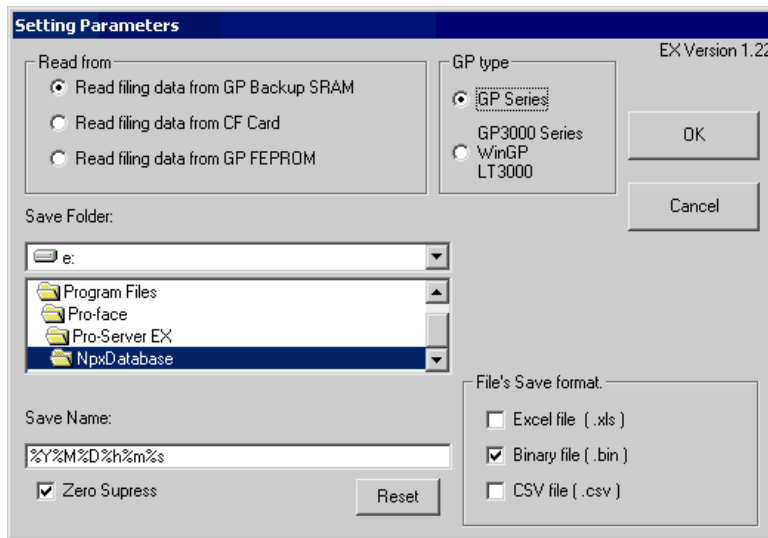 Setting Parameters
EX Version 1.22
Read from
Read filing data from GP Backup SRAM
Read filing data from CF Card
Read filing data from GP FEPROM
GP type
GP Series
GP3000 Series
WinGP
LT3000
OK
Cancel
Save Folder:
e:
Program Files
Pro-face
Pro-Server EX
NpxDatabase
Save Name:
%Y%M%D%h%m%s
Zero Supress
Reset
File's Save format.
Excel file ( .xls )
Binary file ( .bin )
CSV file ( .csv )